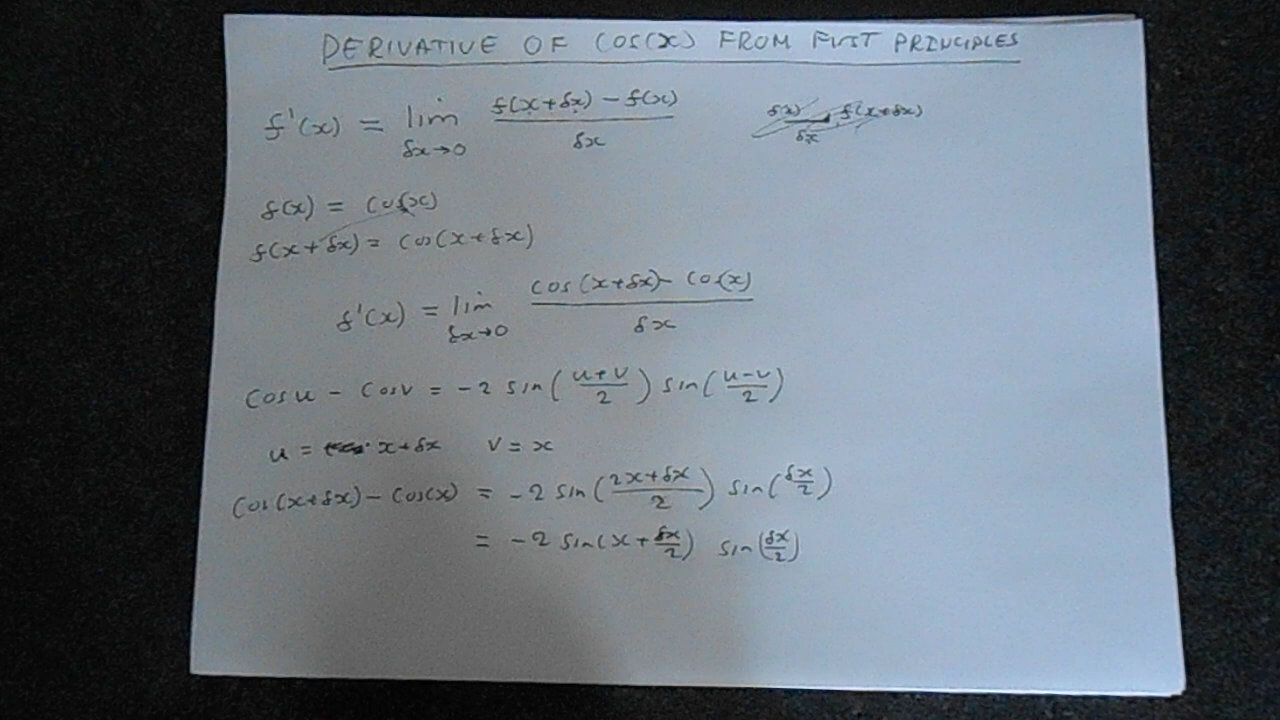 DERIVATIVE OF COS(x) FROM FIRST PRINCIPLES
f'(x) = lim δx→0 (f(x+δx) − f(x))/δx
f(x) = cos(x)
f(x+δx) = cos(x+δx)
f'(x) = lim δx→0 (cos(x+δx) − cos(x))/δx
cosu − cosv = −2 sin((u+v)/2) sin((u−v)/2)
u = x+δx v = x
cos(x+δx) − cos(x) = −2 sin((2x+δx)/2) sin(δx/2)
= −2 sin(x+δx/2) sin(δx/2)